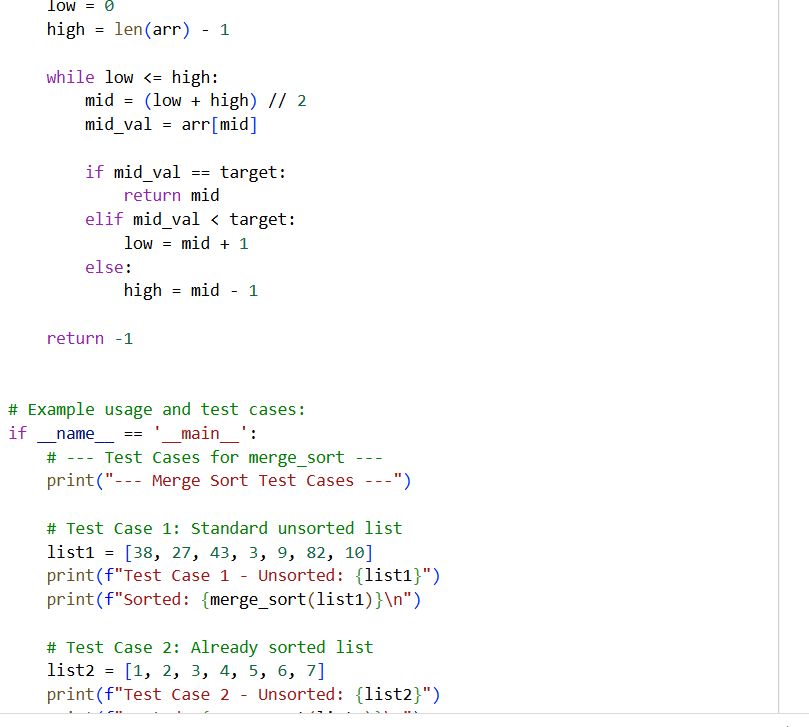 low = 0
high = len(arr) - 1
while low <= high:
mid = (low + high) // 2
mid_val = arr[mid]
if mid_val == target:
return mid
elif mid_val < target:
low = mid + 1
else:
high = mid - 1
return -1
# Example usage and test cases:
if __name__ == '__main__':
# --- Test Cases for merge_sort ---
print("--- Merge Sort Test Cases ---")
# Test Case 1: Standard unsorted list
list1 = [38, 27, 43, 3, 9, 82, 10]
print(f"Test Case 1 - Unsorted: {list1}")
print(f"Sorted: {merge_sort(list1)}\n")
# Test Case 2: Already sorted list
list2 = [1, 2, 3, 4, 5, 6, 7]
print(f"Test Case 2 - Unsorted: {list2}")